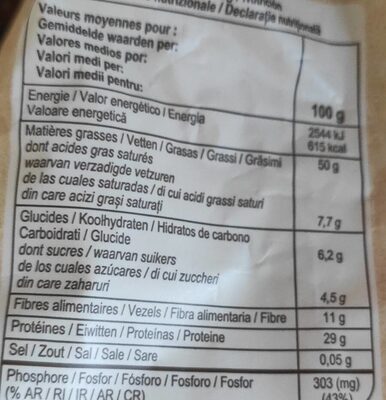 nutrizionale / Declarație nutrițională
Valeurs moyennes pour :
Gemiddelde waarden per:
Valores medios por:
Valori medi per:
Valori medii pentru:
100 g
Energie / Valor energético / Energía
Valoare energetică
2544 kJ
615 kcal
Matières grasses / Vetten / Grasas / Grassi / Grăsimi
50 g
dont acides gras saturés
waarvan verzadigde vetzuren
de las cuales saturadas / di cui acidi grassi saturi
din care acizi grași saturați
7,7 g
Glucides / Koolhydraten / Hidratos de carbono
Carboidrati / Glucide
6,2 g
dont sucres / waarvan suikers
de los cuales azúcares / di cui zuccheri
din care zaharuri
4,5 g
Fibres alimentaires / Vezels / Fibra alimentaria / Fibre
11 g
Protéines / Eiwitten / Proteínas / Proteine
29 g
Sel / Zout / Sal / Sale / Sare
0,05 g
Phosphore / Fosfor / Fósforo / Fosforo / Fosfor
303 (mg)
(% AR / RI / IR / AR / CR)
(43%)